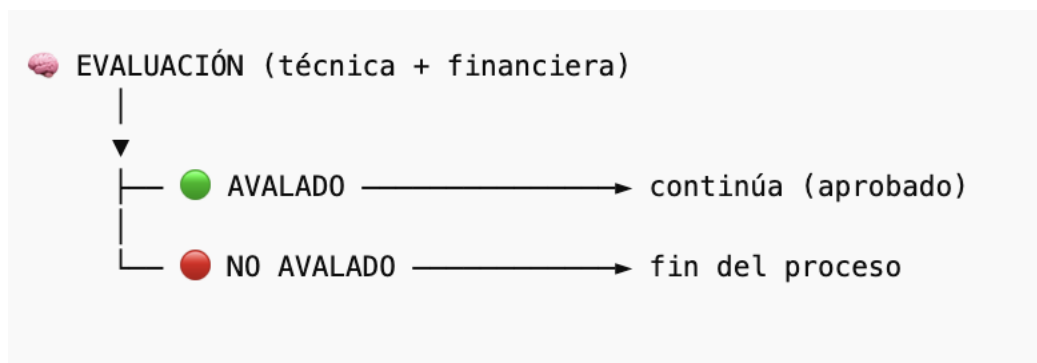 🧠 EVALUACIÓN (técnica + financiera)
🟢 AVALADO ──────────────► continúa (aprobado)
🔴 NO AVALADO ────────────► fin del proceso